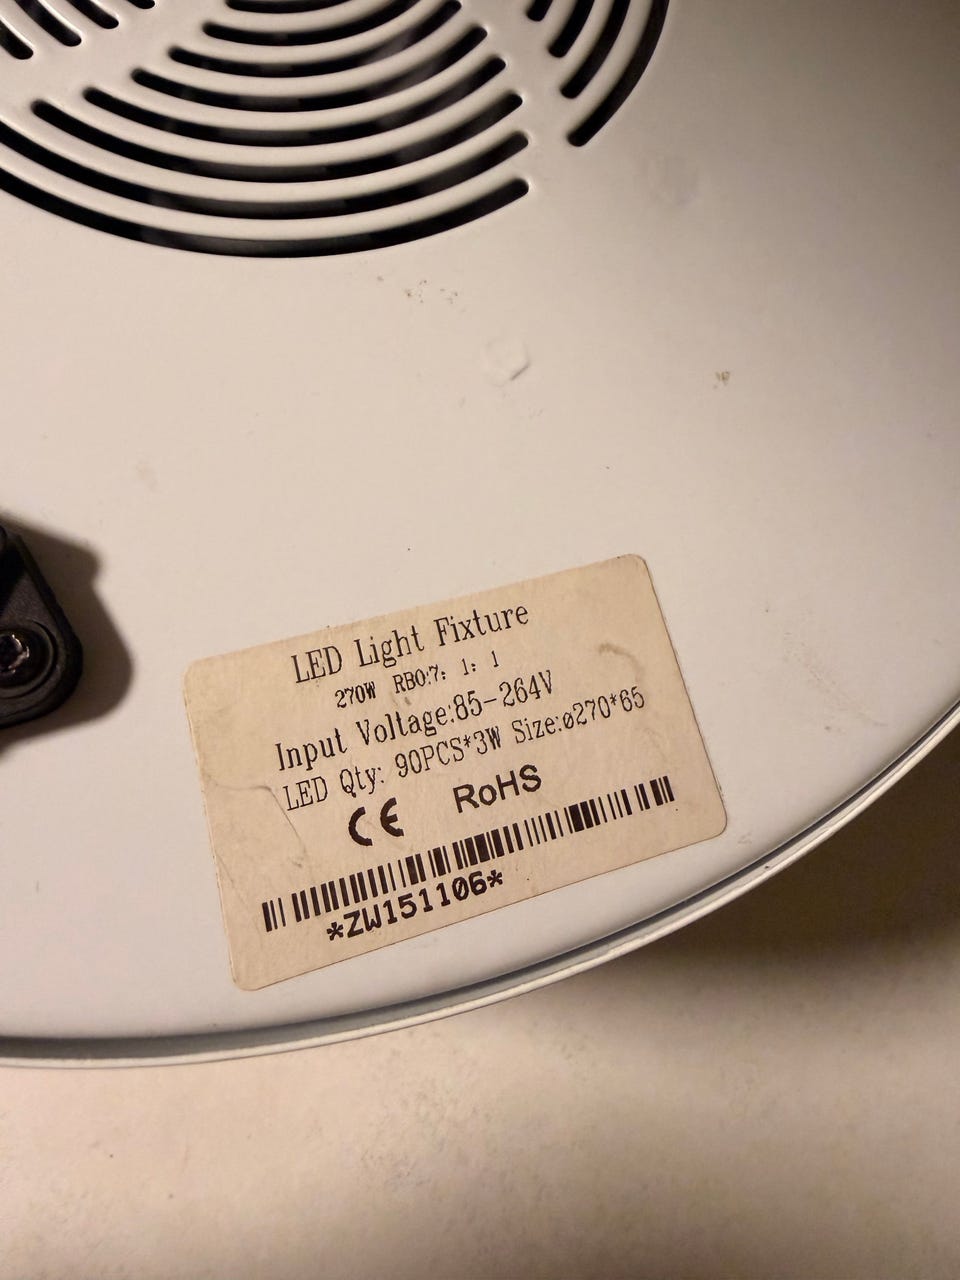 LED Light Fixture
270W RBO:7: 1: 1
Input Voltage:85-264V
LED Qty: 90PCS*3W Size:ø270*65
CE RoHS
*ZW151106*